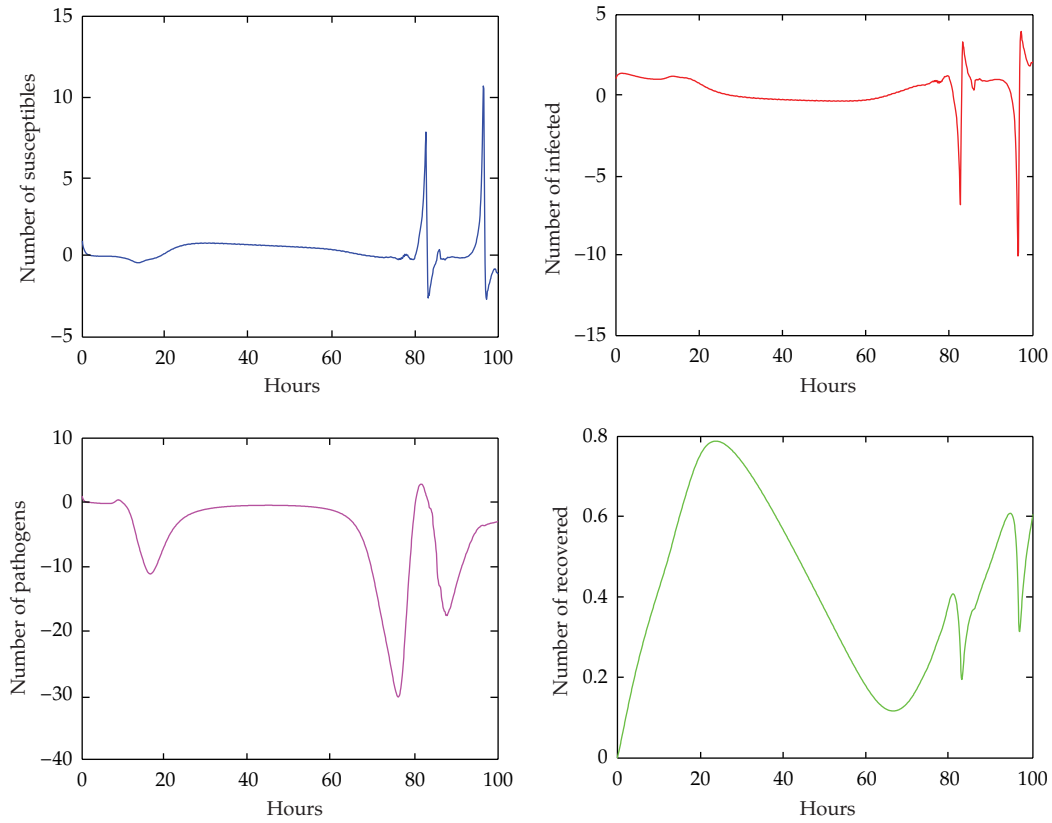 Number of susceptibles
15
10
5
0
−5
0 20 40 60 80 100
Hours
Number of infected
5
0
−5
−10
−15
0 20 40 60 80 100
Hours
Number of pathogens
10
0
−10
−20
−30
−40
0 20 40 60 80 100
Hours
Number of recovered
0.8
0.6
0.4
0.2
0
0 20 40 60 80 100
Hours